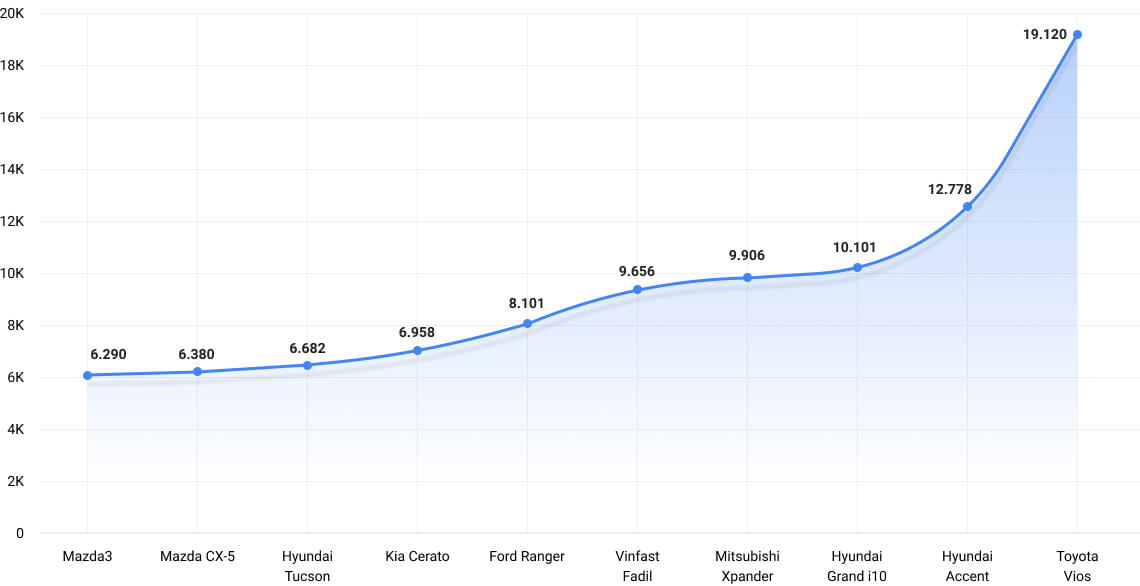 20K
18K
16K
14K
12K
10K
8K
6K
4K
2K
0
6.290
6.380
6.682
6.958
8.101
9.656
9.906
10.101
12.778
19.120
Mazda3
Mazda CX-5
Hyundai
Tucson
Kia Cerato
Ford Ranger
Vinfast
Fadil
Mitsubishi
Xpander
Hyundai
Grand i10
Hyundai
Accent
Toyota
Vios